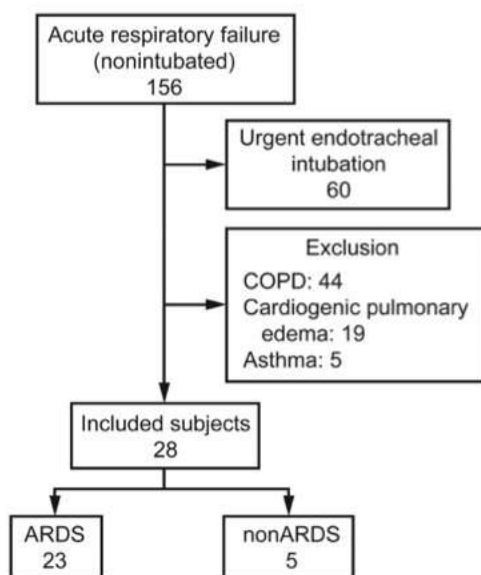 Acute respiratory failure
(nonintubated)
156
Urgent endotracheal
intubation
60
Exclusion
COPD: 44
Cardiogenic pulmonary
edema: 19
Asthma: 5
Included subjects
28
ARDS
23
nonARDS
5